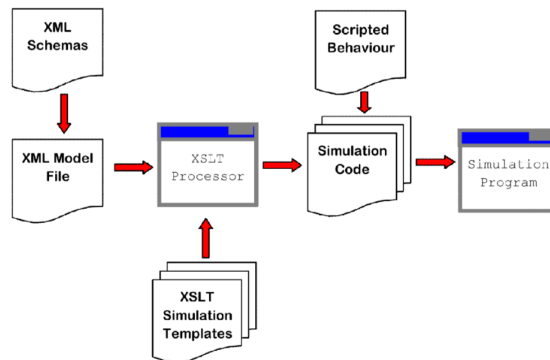 XML
Schemas
Scripted
Behaviour
XML Model
File
XSLT
Processor
Simulation
Code
Simulation
Program
XSLT
Simulation
Templates